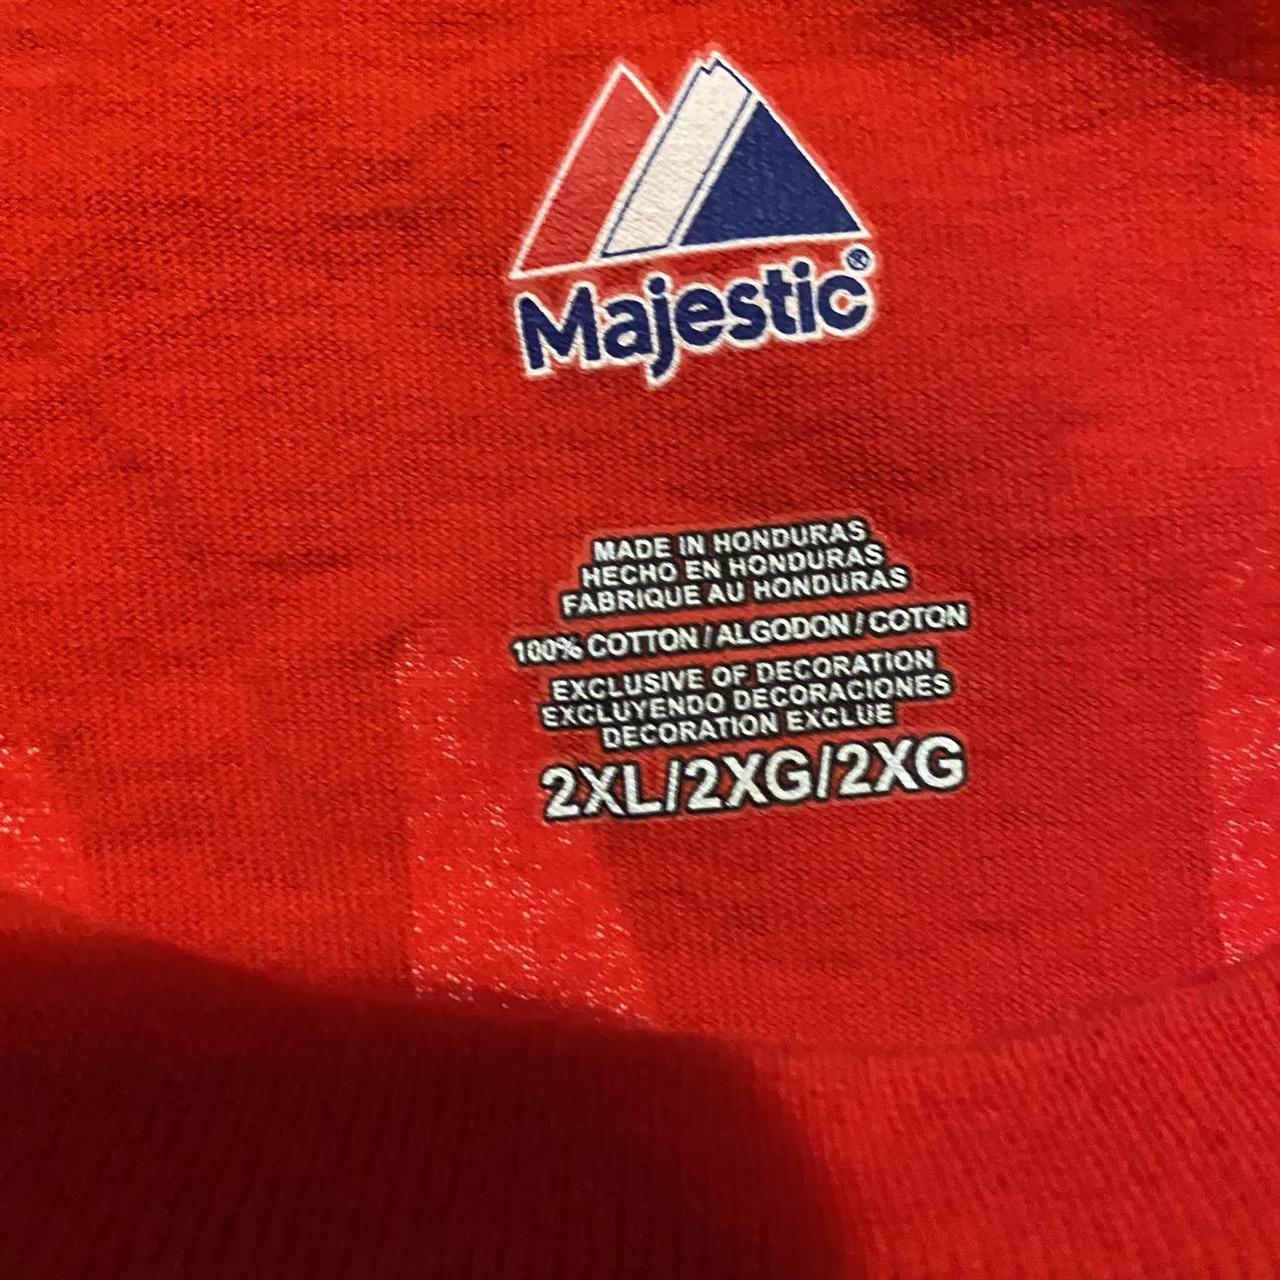 Majestic®
MADE IN HONDURAS
HECHO EN HONDURAS
FABRIQUE AU HONDURAS
100% COTTON / ALGODON / COTON
EXCLUSIVE OF DECORATION
EXCLUYENDO DECORACIONES
DECORATION EXCLUE
2XL/2XG/2XG